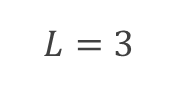 L = 3